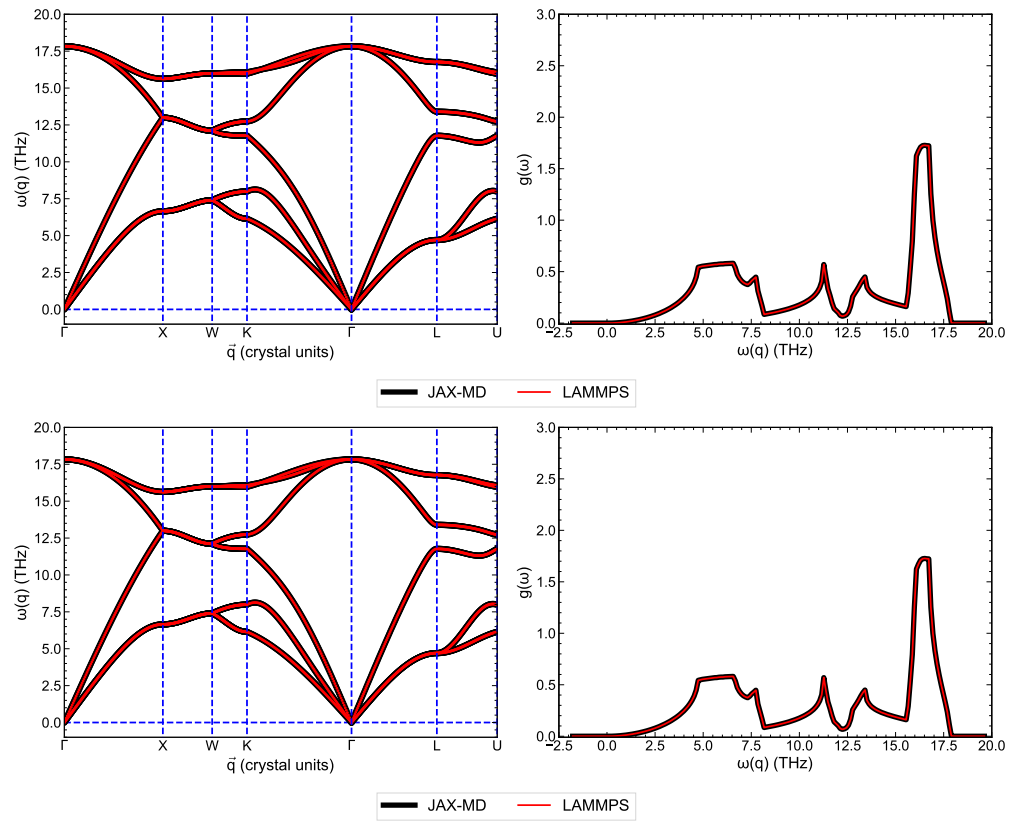 20.0
17.5
15.0
12.5
10.0
7.5
5.0
2.5
0.0
ω(q) (THz)
Γ X W K Γ L U
q⃗ (crystal units)
3.0
2.5
2.0
1.5
1.0
0.5
0.0
g(ω)
−2.5 0.0 2.5 5.0 7.5 10.0 12.5 15.0 17.5 20.0
ω(q) (THz)
JAX-MD LAMMPS
20.0
17.5
15.0
12.5
10.0
7.5
5.0
2.5
0.0
ω(q) (THz)
Γ X W K Γ L U
q⃗ (crystal units)
3.0
2.5
2.0
1.5
1.0
0.5
0.0
g(ω)
−2.5 0.0 2.5 5.0 7.5 10.0 12.5 15.0 17.5 20.0
ω(q) (THz)
JAX-MD LAMMPS